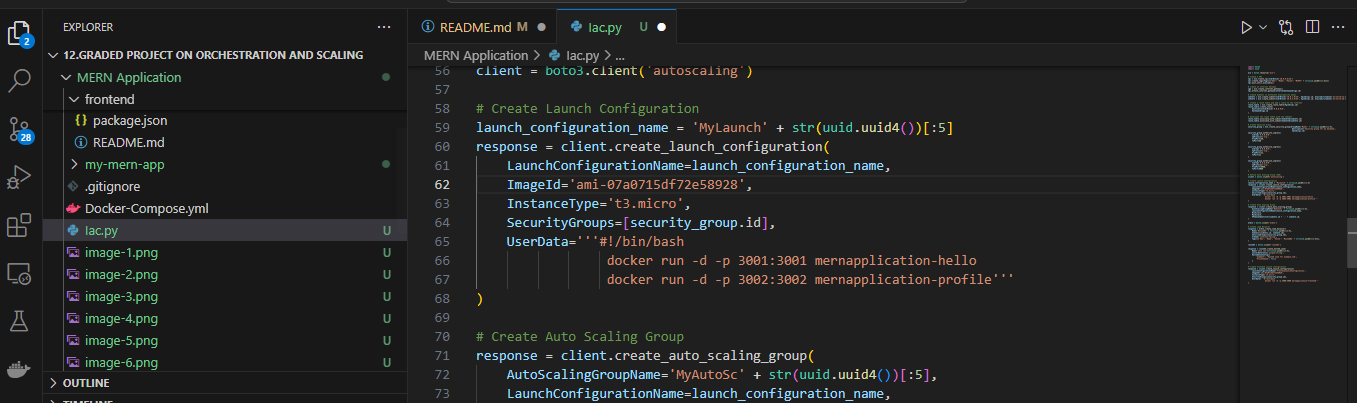 EXPLORER
12.GRADED PROJECT ON ORCHESTRATION AND SCALING
MERN Application
frontend
package.json
README.md
my-mern-app
.gitignore
Docker-Compose.yml
Iac.py U
image-1.png U
image-2.png U
image-3.png U
image-4.png U
image-5.png U
image-6.png U
OUTLINE
2
28
README.md M
Iac.py U
MERN Application > Iac.py > ...
56 client = boto3.client('autoscaling')
57
58 # Create Launch Configuration
59 launch_configuration_name = 'MyLaunch' + str(uuid.uuid4())[:5]
60 response = client.create_launch_configuration(
61 LaunchConfigurationName=launch_configuration_name,
62 ImageId='ami-07a0715df72e58928',
63 InstanceType='t3.micro',
64 SecurityGroups=[security_group.id],
65 UserData='''#!/bin/bash
66 docker run -d -p 3001:3001 mernapplication-hello
67 docker run -d -p 3002:3002 mernapplication-profile'''
68 )
69
70 # Create Auto Scaling Group
71 response = client.create_auto_scaling_group(
72 AutoScalingGroupName='MyAutoSc' + str(uuid.uuid4())[:5],
73 LaunchConfigurationName=launch_configuration_name,